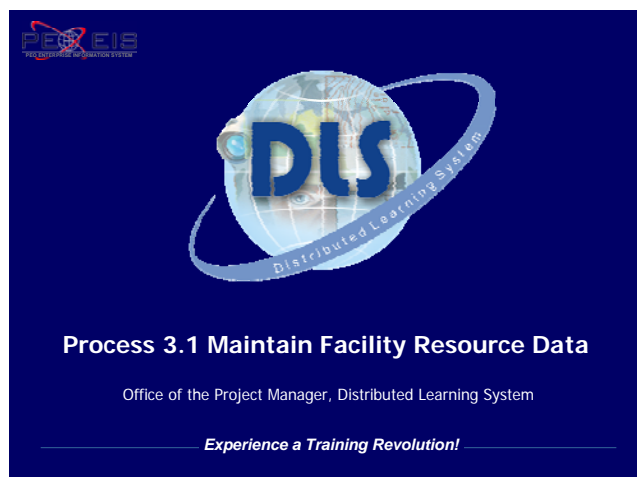 PEO EIS
PEO ENTERPRISE INFORMATION SYSTEM
DLS
Distributed Learning System
Process 3.1 Maintain Facility Resource Data
Office of the Project Manager, Distributed Learning System
Experience a Training Revolution!